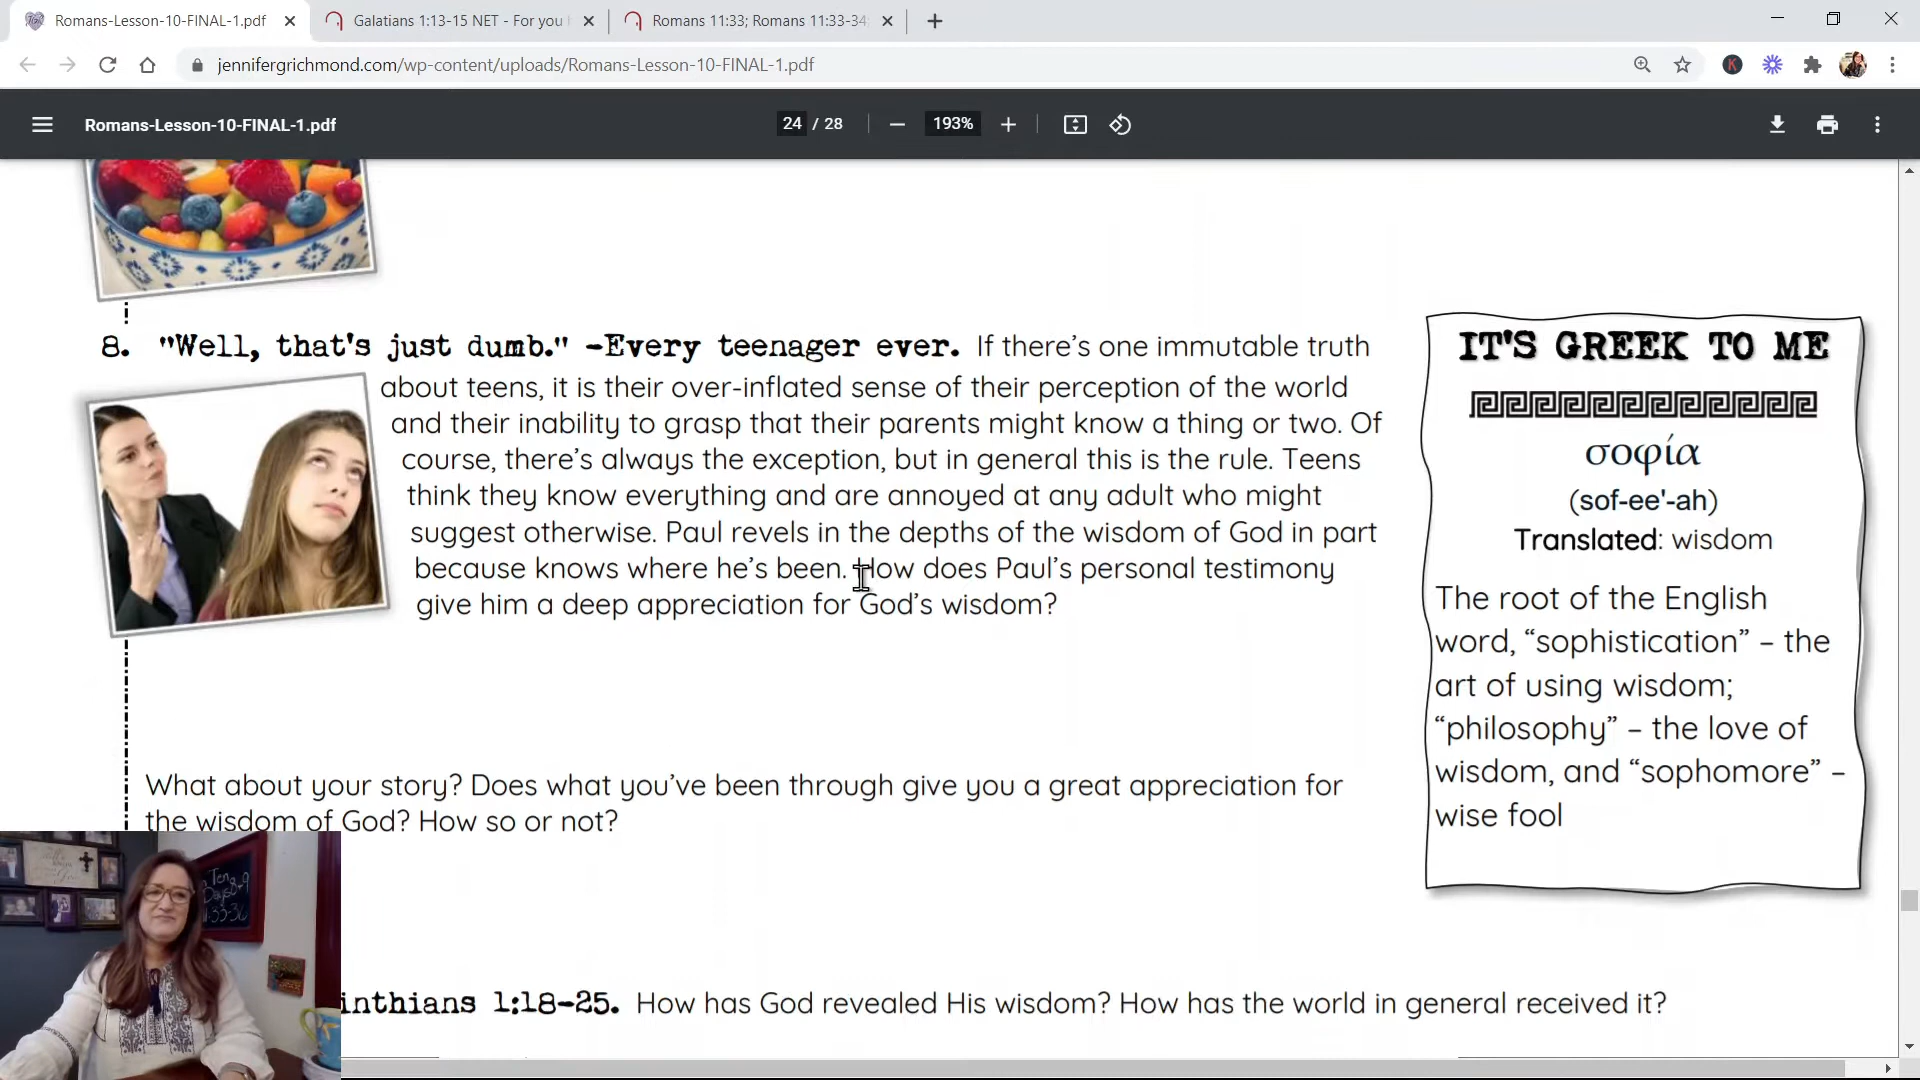 Romans-Lesson-10-FINAL-1.pdf
Galatians 1:13-15 NET - For you
Romans 11:33; Romans 11:33-34
jennifergrichmond.com/wp-content/uploads/Romans-Lesson-10-FINAL-1.pdf
Romans-Lesson-10-FINAL-1.pdf
24 / 28
193%
8. "Well, that's just dumb." -Every teenager ever. If there's one immutable truth
about teens, it is their over-inflated sense of their perception of the world
and their inability to grasp that their parents might know a thing or two. Of
course, there's always the exception, but in general this is the rule. Teens
think they know everything and are annoyed at any adult who might
suggest otherwise. Paul revels in the depths of the wisdom of God in part
because knows where he's been. How does Paul's personal testimony
give him a deep appreciation for God's wisdom?
What about your story? Does what you've been through give you a great appreciation for
the wisdom of God? How so or not?
inthians 1:18-25. How has God revealed His wisdom? How has the world in general received it?
IT'S GREEK TO ME
σοφία
(sof-ee'-ah)
Translated: wisdom
The root of the English
word, “sophistication” – the
art of using wisdom;
“philosophy” – the love of
wisdom, and “sophomore” –
wise fool
Ten
Days 8+9
:33-36